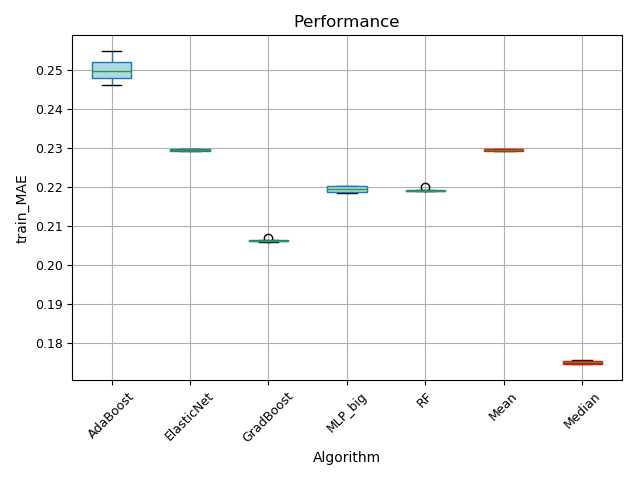 Performance
train_MAE
0.25
0.24
0.23
0.22
0.21
0.20
0.19
0.18
AdaBoost
ElasticNet
GradBoost
MLP_big
RF
Mean
Median
Algorithm